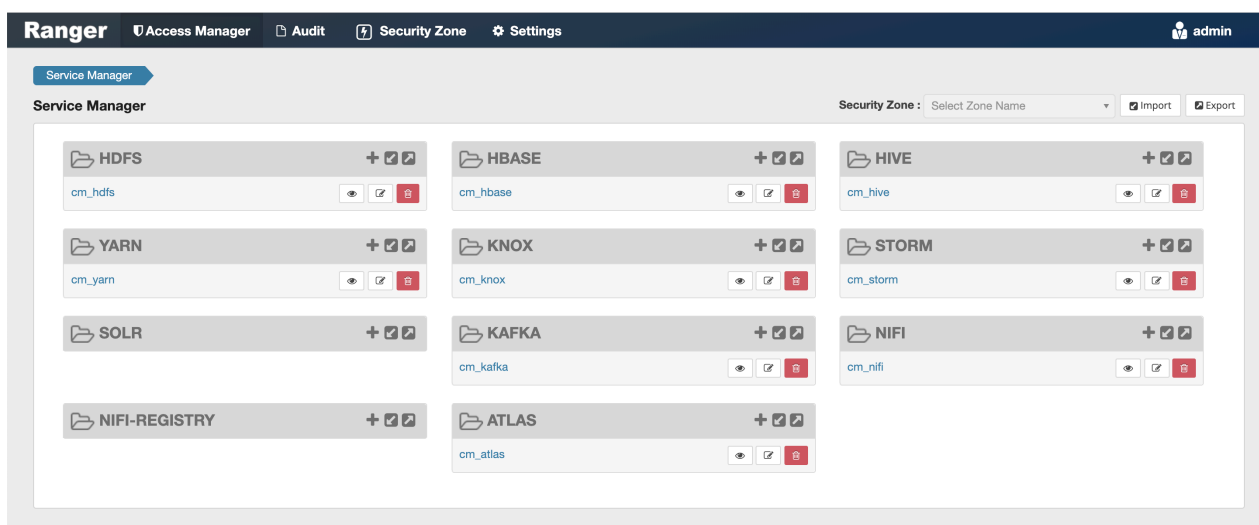 Ranger Access Manager Audit Security Zone Settings admin
Service Manager
Service Manager Security Zone : Select Zone Name Import Export
HDFS HBASE HIVE
cm_hdfs cm_hbase cm_hive
YARN KNOX STORM
cm_yarn cm_knox cm_storm
SOLR KAFKA NIFI
cm_kafka cm_nifi
NIFI-REGISTRY ATLAS
cm_atlas